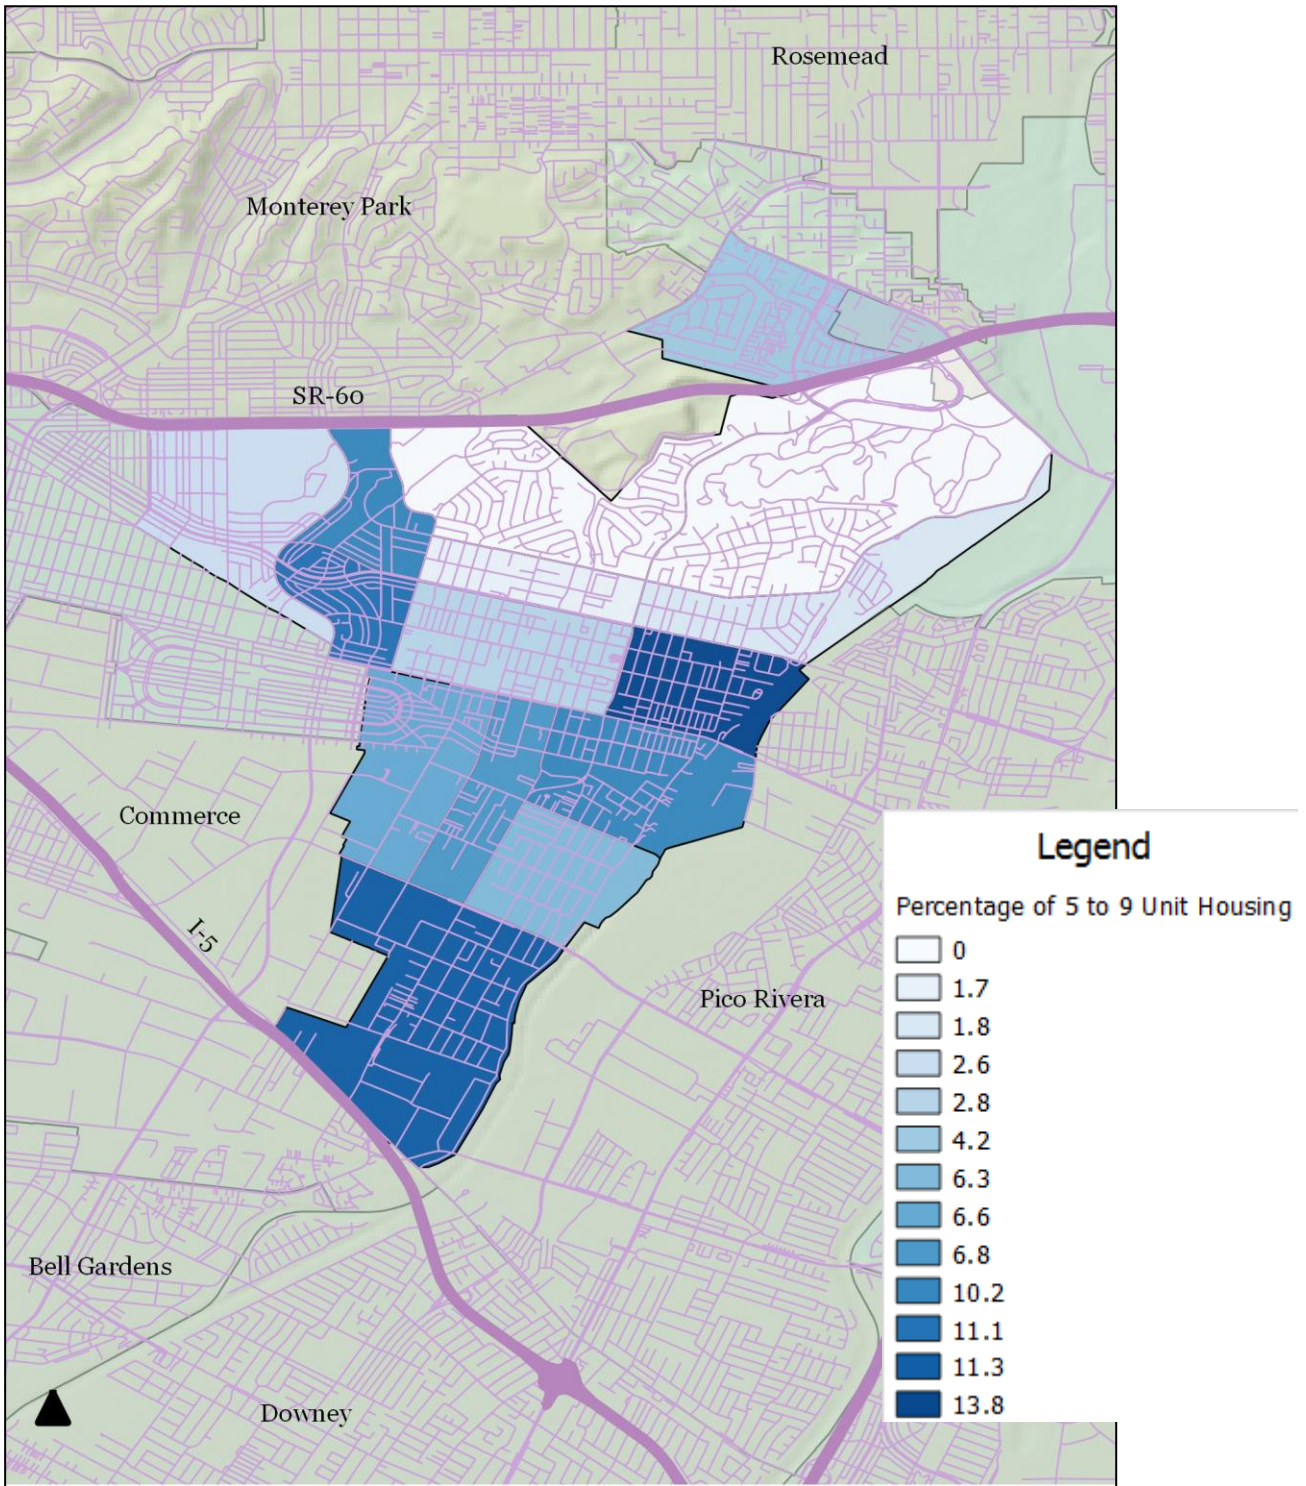 Rosemead
Monterey Park
SR-60
Commerce
I-5
Pico Rivera
Bell Gardens
Downey
Legend
Percentage of 5 to 9 Unit Housing
0
1.7
1.8
2.6
2.8
4.2
6.3
6.6
6.8
10.2
11.1
11.3
13.8